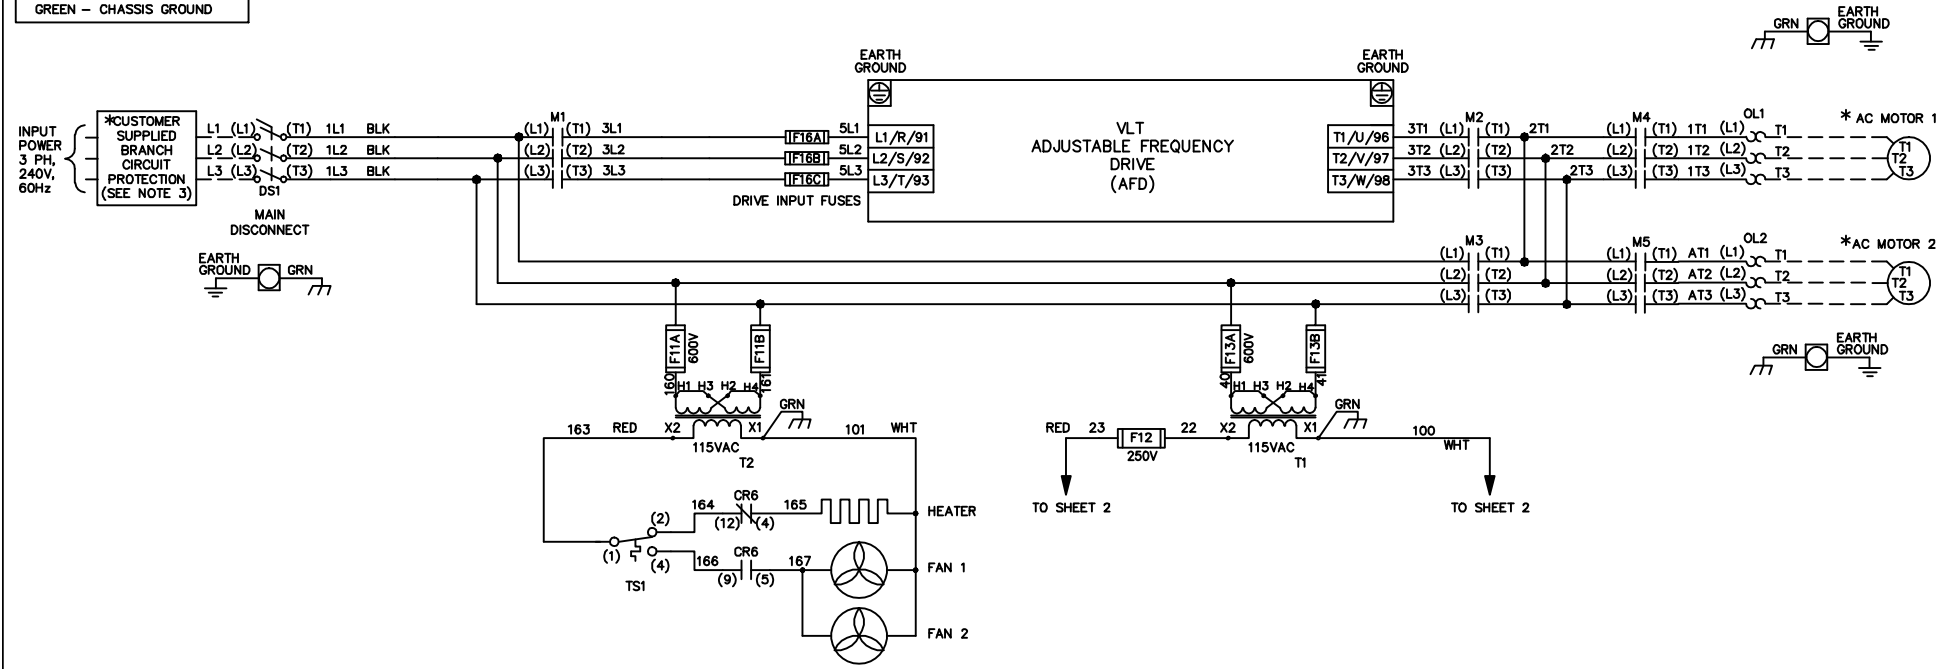 GREEN - CHASSIS GROUND
GRN
EARTH
GROUND
EARTH
GROUND
EARTH
GROUND
INPUT
POWER
3 PH,
240V,
60Hz
*CUSTOMER
SUPPLIED
BRANCH
CIRCUIT
PROTECTION
(SEE NOTE 3)
L1 (L1) (T1) 1L1 BLK
L2 (L2) (T2) 1L2 BLK
L3 (L3) (T3) 1L3 BLK
DS1
MAIN
DISCONNECT
EARTH
GROUND
GRN
M1
(L1) (T1) 3L1
(L2) (T2) 3L2
(L3) (T3) 3L3
F16A 5L1
F16B 5L2
F16C 5L3
DRIVE INPUT FUSES
L1/R/91
L2/S/92
L3/T/93
VLT
ADJUSTABLE FREQUENCY
DRIVE
(AFD)
T1/U/96
T2/V/97
T3/W/98
M2
3T1 (L1) (T1) 2T1
3T2 (L2) (T2) 2T2
3T3 (L3) (T3) 2T3
M4
(L1) (T1) 1T1 (L1) T1
(L2) (T2) 1T2 (L2) T2
(L3) (T3) 1T3 (L3) T3
OL1
* AC MOTOR 1
T1
T2
T3
M3
(L1) (T1)
(L2) (T2)
(L3) (T3)
M5
(L1) (T1) AT1 (L1) T1
(L2) (T2) AT2 (L2) T2
(L3) (T3) AT3 (L3) T3
OL2
*AC MOTOR 2
T1
T2
T3
GRN
EARTH
GROUND
F11A
600V
F11B
160
161
H1 H3 H2 H4
GRN
163 RED X2 X1 101 WHT
115VAC
T2
F13A
600V
F13B
40
41
H1 H3 H2 H4
GRN
RED 23 F12 22 X2 X1 100
WHT
250V
115VAC
T1
TO SHEET 2
TO SHEET 2
CR6
164 165
(12) (4)
HEATER
(2)
(1)
(4)
TS1
CR6
166 167
(9) (5)
FAN 1
FAN 2